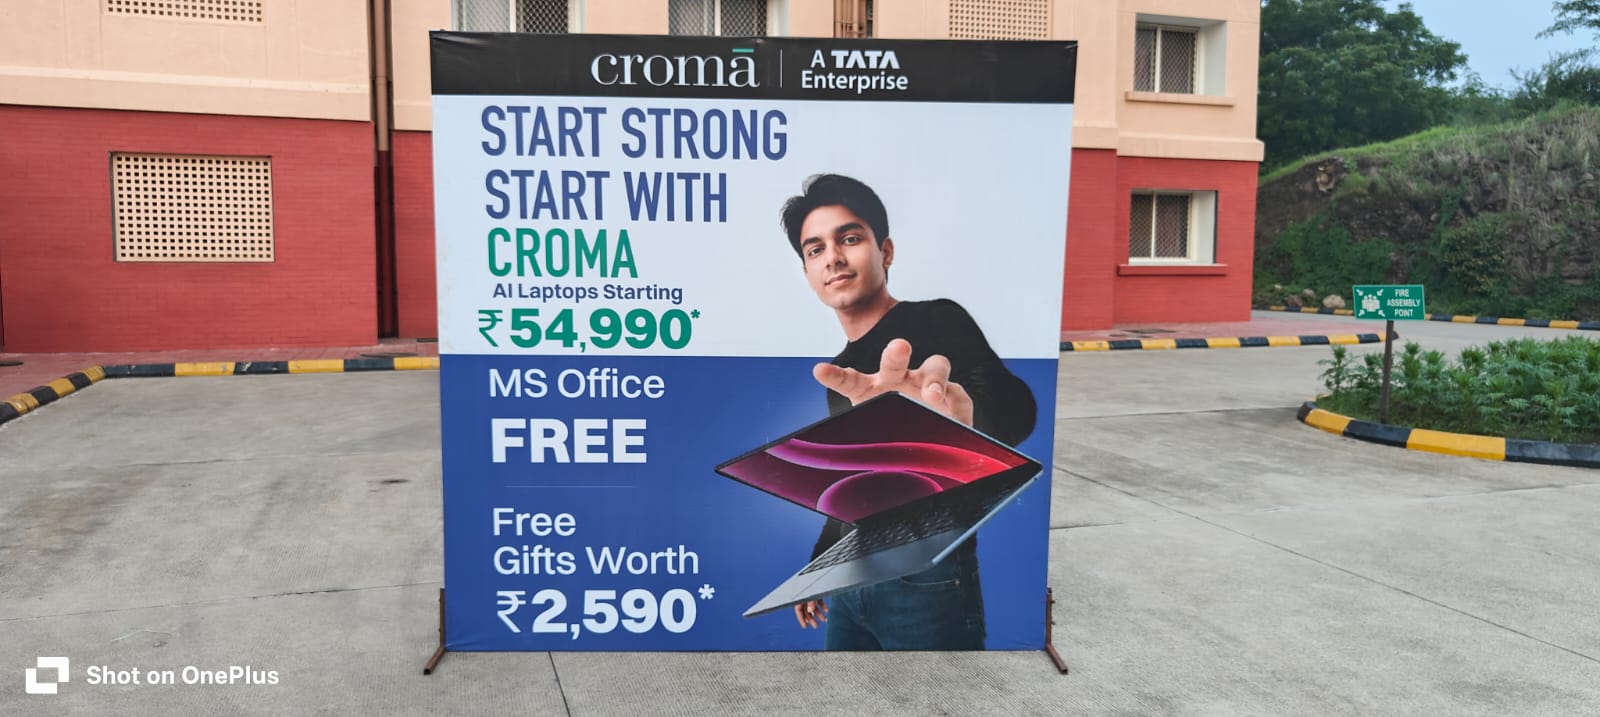 cromā
A TATA
Enterprise
START STRONG
START WITH
CROMA
AI Laptops Starting
₹54,990*
MS Office
FREE
Free
Gifts Worth
₹2,590*
FIRE
ASSEMBLY
POINT
Shot on OnePlus